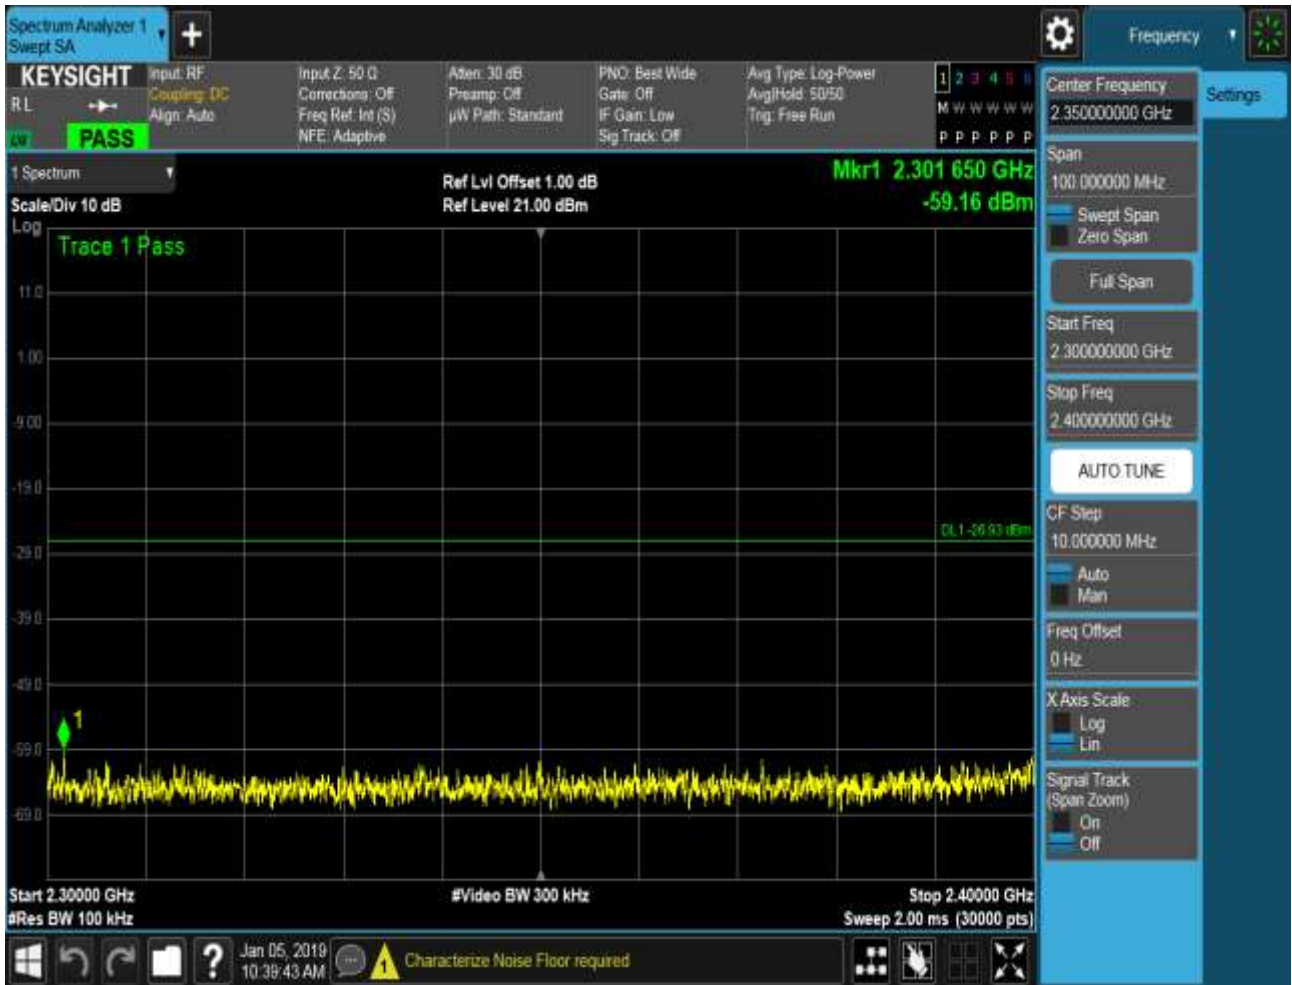 Spectrum Analyzer 1
Swept SA
Frequency
KEYSIGHT
RL
PASS
Input: RF
Coupling: DC
Align: Auto
Input Z: 50 Ω
Corrections: Off
Freq Ref: Int (S)
NFE: Adaptive
Atten: 30 dB
Preamp: Off
µW Path: Standard
PNO: Best Wide
Gate: Off
IF Gain: Low
Sig Track: Off
Avg Type: Log-Power
Avg|Hold: 50/50
Trig: Free Run
1 2 3 4 5 6
M W W W W W
P P P P P P
Center Frequency
2.350000000 GHz
Settings
Span
100.000000 MHz
Swept Span
Zero Span
Full Span
Start Freq
2.300000000 GHz
Stop Freq
2.400000000 GHz
AUTO TUNE
CF Step
10.000000 MHz
Auto
Man
Freq Offset
0 Hz
X Axis Scale
Log
Lin
Signal Track
(Span Zoom)
On
Off
1 Spectrum
Scale/Div 10 dB
Log
Ref Lvl Offset 1.00 dB
Ref Level 21.00 dBm
Mkr1 2.301 650 GHz
-59.16 dBm
Trace 1 Pass
11.0
1.00
-9.00
-19.0
DL1 -26.93 dBm
-29.0
-39.0
-49.0
1
-59.0
-69.0
Start 2.30000 GHz
#Video BW 300 kHz
Stop 2.40000 GHz
#Res BW 100 kHz
Sweep 2.00 ms (30000 pts)
?
Jan 05, 2019
10:39:43 AM
1
Characterize Noise Floor required